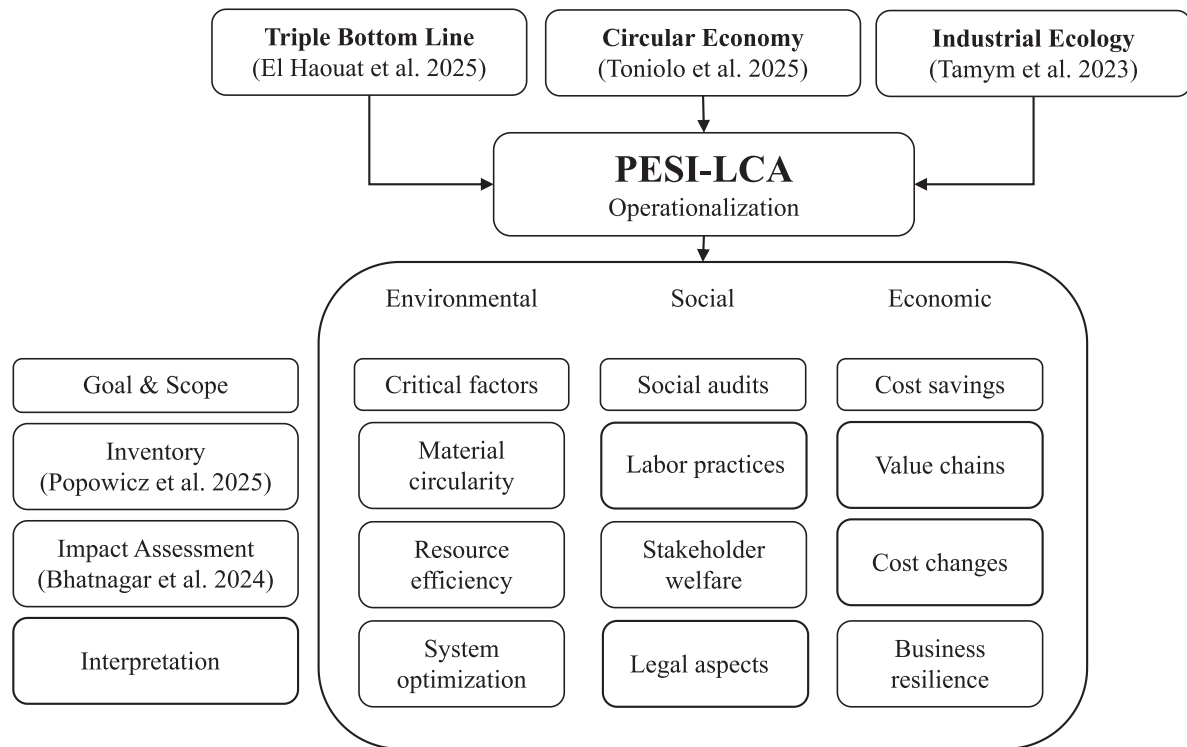 Triple Bottom Line
(El Haouat et al. 2025)
Circular Economy
(Toniolo et al. 2025)
Industrial Ecology
(Tamym et al. 2023)
PESI-LCA
Operationalization
Environmental
Social
Economic
Goal & Scope
Critical factors
Social audits
Cost savings
Inventory
(Popowicz et al. 2025)
Material
circularity
Labor practices
Value chains
Impact Assessment
(Bhatnagar et al. 2024)
Resource
efficiency
Stakeholder
welfare
Cost changes
Interpretation
System
optimization
Legal aspects
Business
resilience